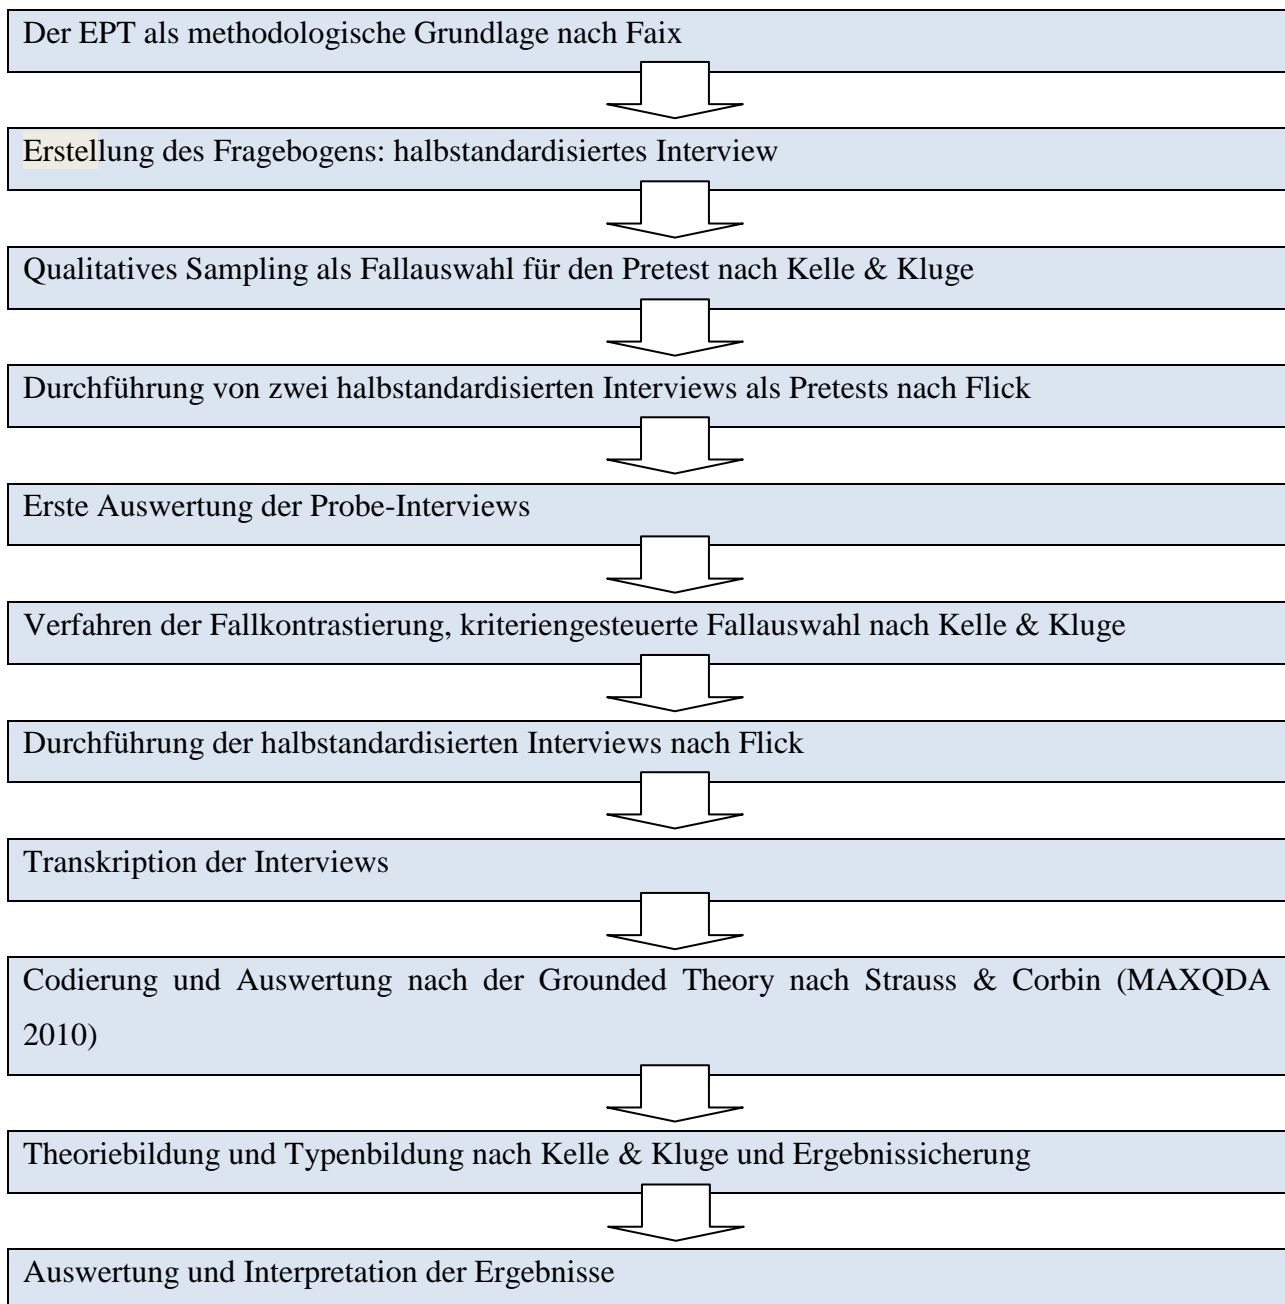 Der EPT als methodologische Grundlage nach Faix
Erstellung des Fragebogens: halbstandardisiertes Interview
Qualitatives Sampling als Fallauswahl für den Pretest nach Kelle & Kluge
Durchführung von zwei halbstandardisierten Interviews als Pretests nach Flick
Erste Auswertung der Probe-Interviews
Verfahren der Fallkontrastierung, kriteriengesteuerte Fallauswahl nach Kelle & Kluge
Durchführung der halbstandardisierten Interviews nach Flick
Transkription der Interviews
Codierung und Auswertung nach der Grounded Theory nach Strauss & Corbin (MAXQDA
2010)
Theoriebildung und Typenbildung nach Kelle & Kluge und Ergebnissicherung
Auswertung und Interpretation der Ergebnisse